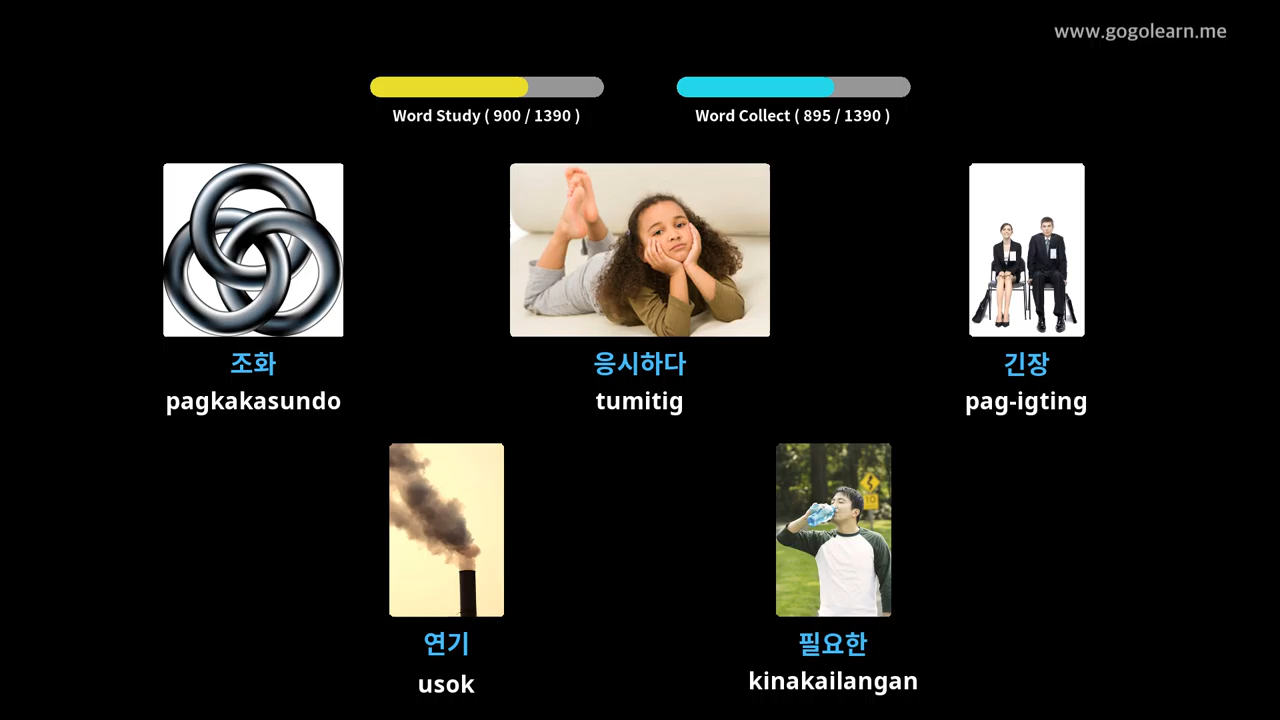 www.gogolearn.me
Word Study ( 900 / 1390 )
Word Collect ( 895 / 1390 )
조화
pagkakasundo
응시하다
tumitig
긴장
pag-igting
연기
usok
필요한
kinakailangan